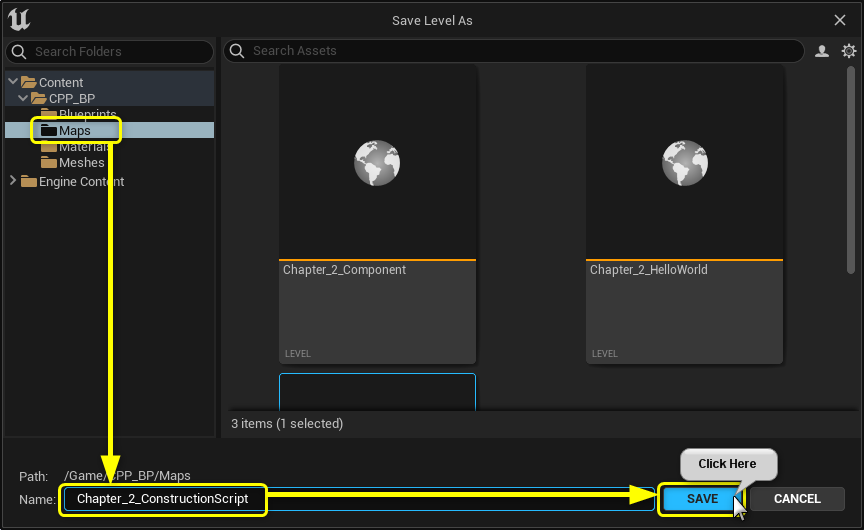 Save Level As
Search Folders
Search Assets
Content
CPP_BP
Blueprints
Maps
Materials
Meshes
Engine Content
Chapter_2_Component
LEVEL
Chapter_2_HelloWorld
LEVEL
3 items (1 selected)
Path: /Game/CPP_BP/Maps
Name: Chapter_2_ConstructionScript
Click Here
SAVE
CANCEL